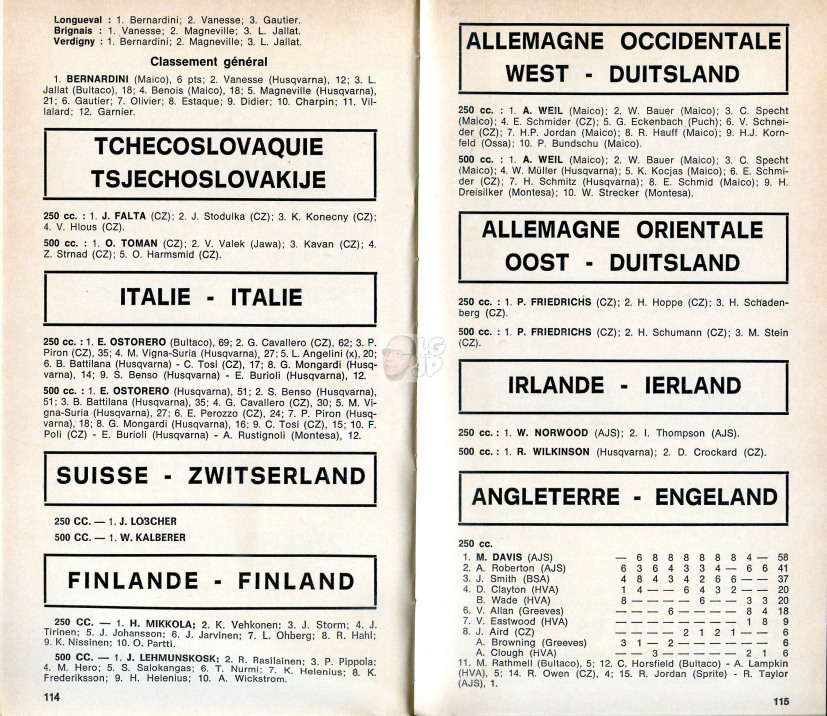 Longueval : 1. Bernardini; 2. Vanesse; 3. Gautier.
Brignais : 1. Vanesse; 2. Magneville; 3. L. Jallat.
Verdigny : 1. Bernardini; 2. Magneville; 3. L. Jallat.
Classement général
1. BERNARDINI (Maico), 6 pts; 2. Vanesse (Husqvarna), 12; 3. L.
Jallat (Bultaco), 18; 4. Benois (Maico), 18; 5. Magneville (Husqvarna),
21; 6. Gautier; 7. Olivier; 8. Estaque; 9. Didier; 10. Charpin; 11. Vil-
lalard; 12. Garnier.
TCHECOSLOVAQUIE
TSJECHOSLOVAKIJE
250 cc. : 1. J. FALTA (CZ); 2. J. Stodulka (CZ); 3. K. Konecny (CZ);
4. V. Hlous (CZ).
500 cc. : 1. O. TOMAN (CZ); 2. V. Valek (Jawa); 3. Kavan (CZ); 4.
Z. Strnad (CZ); 5. O. Harmsmid (CZ).
ITALIE - ITALIE
250 cc. : 1. E. OSTORERO (Bultaco), 69; 2. G. Cavallero (CZ), 62; 3. P.
Piron (CZ), 35; 4. M. Vigna-Suria (Husqvarna), 27; 5. L. Angelini (x), 20;
6. B. Battilana (Husqvarna) - C. Tosi (CZ), 17; 8. G. Mongardi (Husq-
varna), 14; 9. S. Benso (Husqvarna) - E. Burioli (Husqvarna), 12.
500 cc. : 1. E. OSTORERO (Husqvarna), 51; 2. S. Benso (Husqvarna),
51; 3. B. Battilana (Husqvarna), 35; 4. G. Cavallero (CZ), 30; 5. M. Vi-
gna-Suria (Husqvarna), 27; 6. E. Perozzo (CZ), 24; 7. P. Piron (Husq-
varna), 18; 8. G. Mongardi (Husqvarna), 16; 9. C. Tosi (CZ), 15; 10. F.
Poli (CZ) - E. Burioli (Husqvarna) - A. Rustignoli (Montesa), 12.
SUISSE - ZWITSERLAND
250 CC. — 1. J. LOSCHER
500 CC. — 1. W. KALBERER
FINLANDE - FINLAND
250 CC. — 1. H. MIKKOLA; 2. K. Vehkonen; 3. J. Storm; 4. J.
Tirinen; 5. J. Johansson; 6. J. Jarvinen; 7. L. Ohberg; 8. R. Hahl;
9. K. Nissinen; 10. O. Partti.
500 CC. — 1. J. LEHMUNSKOSK; 2. R. Rasilainen; 3. P. Pippola;
4. M. Hero; 5. S. Salokangas; 6. T. Nurmi; 7. K. Helenius; 8. K.
Frederiksson; 9. H. Helenius; 10. A. Wickstrom.
114
ALLEMAGNE OCCIDENTALE
WEST - DUITSLAND
250 cc. : 1. A. WEIL (Maico); 2. W. Bauer (Maico); 3. C. Specht
(Maico); 4. E. Schmider (CZ); 5. G. Eckenbach (Puch); 6. V. Schnei-
der (CZ); 7. H.P. Jordan (Maico); 8. R. Hauff (Maico); 9. H.J. Korn-
feld (Ossa); 10. P. Bundschu (Maico).
500 cc. : 1. A. WEIL (Maico); 2. W. Bauer (Maico); 3. C. Specht
(Maico); 4. W. Müller (Husqvarna); 5. K. Kocjas (Maico); 6. E. Schmi-
der (CZ); 7. H. Schmitz (Husqvarna); 8. E. Schmid (Maico); 9. H.
Dreisilker (Montesa); 10. W. Strecker (Montesa).
ALLEMAGNE ORIENTALE
OOST - DUITSLAND
250 cc. : 1. P. FRIEDRICHS (CZ); 2. H. Hoppe (CZ); 3. H. Schaden-
berg (CZ).
500 cc. : 1. P. FRIEDRICHS (CZ); 2. H. Schumann (CZ); 3. M. Stein
(CZ).
IRLANDE - IERLAND
250 cc. : 1. W. NORWOOD (AJS); 2. I. Thompson (AJS).
500 cc. : 1. R. WILKINSON (Husqvarna); 2. D. Crockard (CZ).
ANGLETERRE - ENGELAND
250 cc.
1. M. DAVIS (AJS) — 6 8 8 8 8 8 8 4 — 58
2. A. Roberton (AJS) 6 3 6 4 3 3 4 — 6 6 41
3. J. Smith (BSA) 4 8 4 3 4 2 6 6 — — 37
4. D. Clayton (HVA) 1 4 — — 6 4 3 2 — — 20
B. Wade (HVA) 8 — — — — 6 — — 3 3 20
6. V. Allan (Greeves) — — — 6 — — — — 8 4 18
7. V. Eastwood (HVA) — — — — — — — — 1 8 9
8. J. Aird (CZ) — — — — 2 1 2 1 — — 6
A. Browning (Greeves) 3 1 — 2 — — — — — — 6
A. Clough (HVA) — — 3 — — — — 2 1 6
11. M. Rathmell (Bultaco), 5; 12. C. Horsfield (Bultaco) - A. Lampkin
(HVA), 5; 14. R. Owen (CZ), 4; 15. R. Jordan (Sprite) - R. Taylor
(AJS), 1.
115
LG
JP